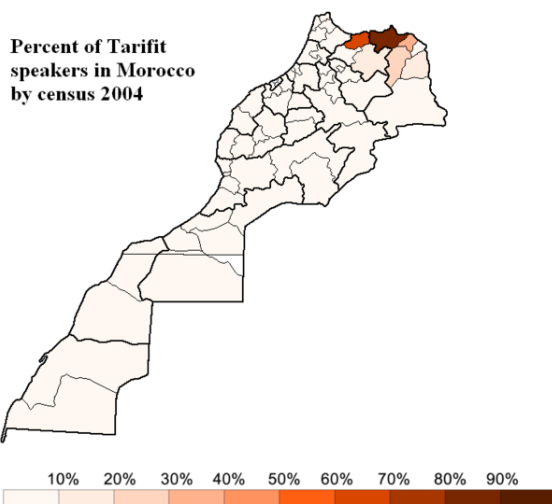 Percent of Tarifit
speakers in Morocco
by census 2004
10% 20% 30% 40% 50% 60% 70% 80% 90%